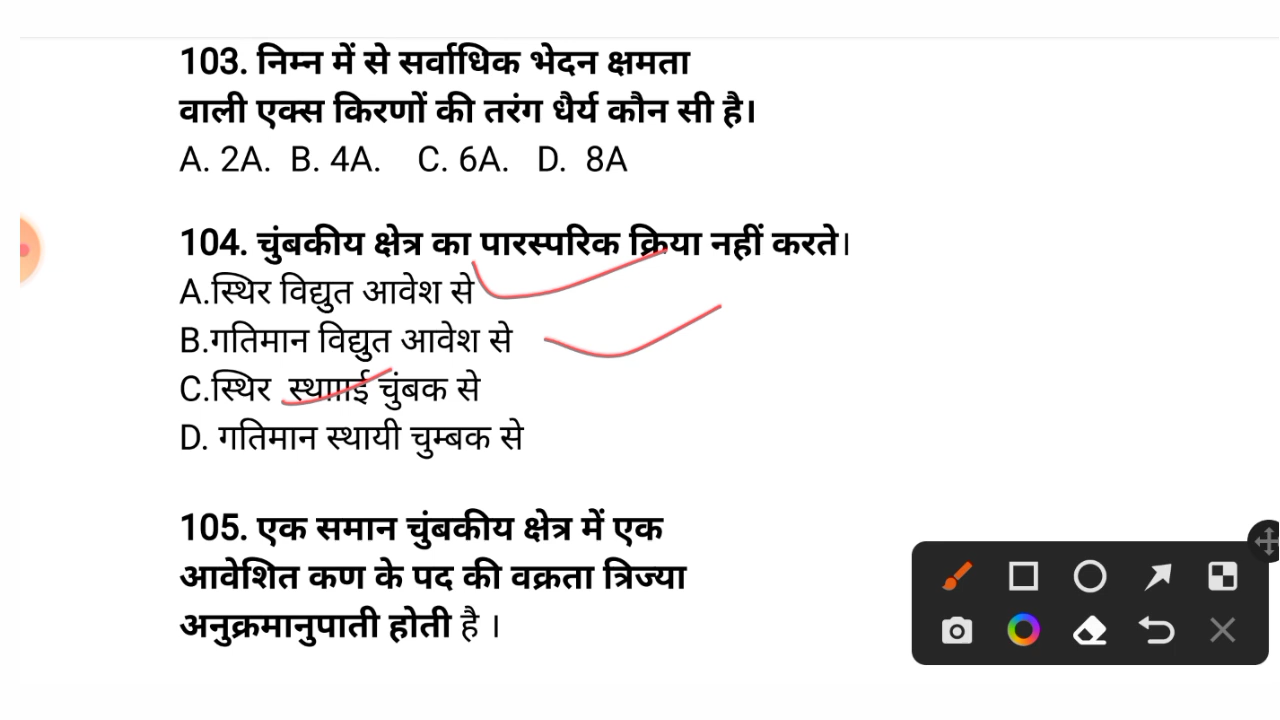 103. निम्न में से सर्वाधिक भेदन क्षमता
वाली एक्स किरणों की तरंग धैर्य कौन सी है।
A. 2A. B. 4A. C. 6A. D. 8A
104. चुंबकीय क्षेत्र का पारस्परिक क्रिया नहीं करते।
A.स्थिर विद्युत आवेश से
B.गतिमान विद्युत आवेश से
C.स्थिर स्थाााई चुंबक से
D. गतिमान स्थायी चुम्बक से
105. एक समान चुंबकीय क्षेत्र में एक
आवेशित कण के पद की वक्रता त्रिज्या
अनुक्रमानुपाती होती है ।